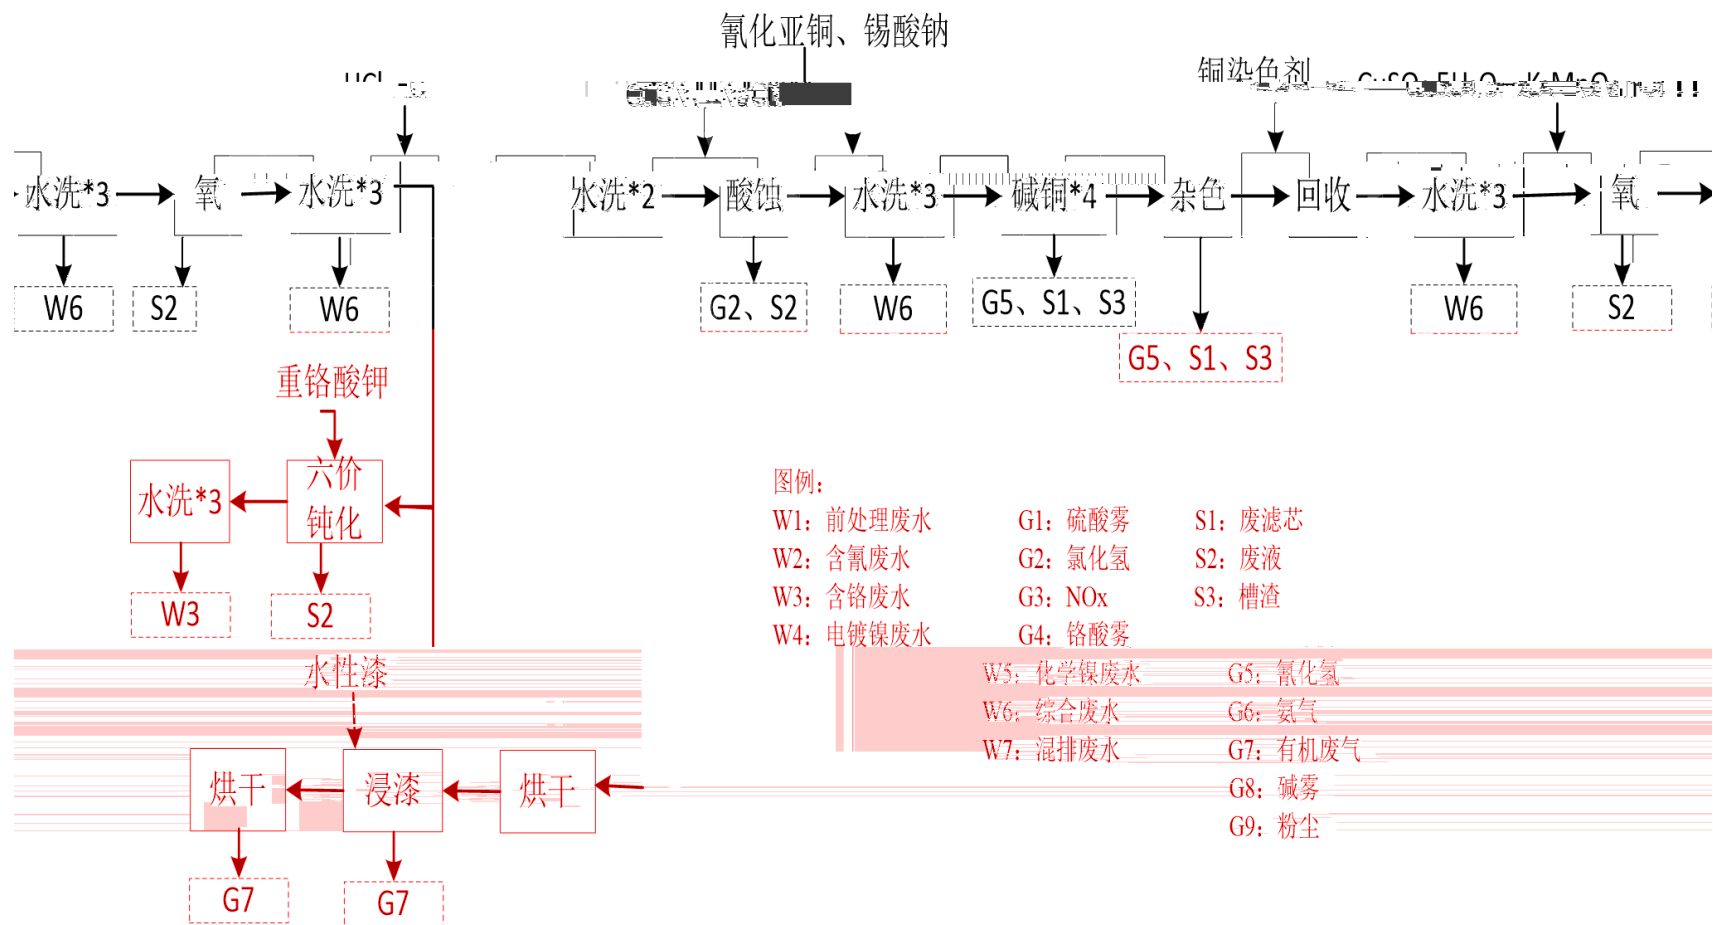 氰化亚铜、锡酸钠
铜染色剂
水洗*3
氧
水洗*3
水洗*2
酸蚀
水洗*3
碱铜*4
杂色
回收
水洗*3
氧
W6
S2
W6
G2、S2
W6
G5、S1、S3
W6
S2
G5、S1、S3
重铬酸钾
水洗*3
六价
钝化
W3
S2
图例:
W1: 前处理废水
G1: 硫酸雾
S1: 废滤芯
W2: 含氰废水
G2: 氯化氢
S2: 废液
W3: 含铬废水
G3: NOx
S3: 槽渣
W4: 电镀镍废水
G4: 铬酸雾
W5: 化学镍废水
G5: 氰化氢
W6: 综合废水
G6: 氨气
W7: 混排废水
G7: 有机废气
G8: 碱雾
G9: 粉尘
水性漆
烘干
浸漆
烘干
G7
G7